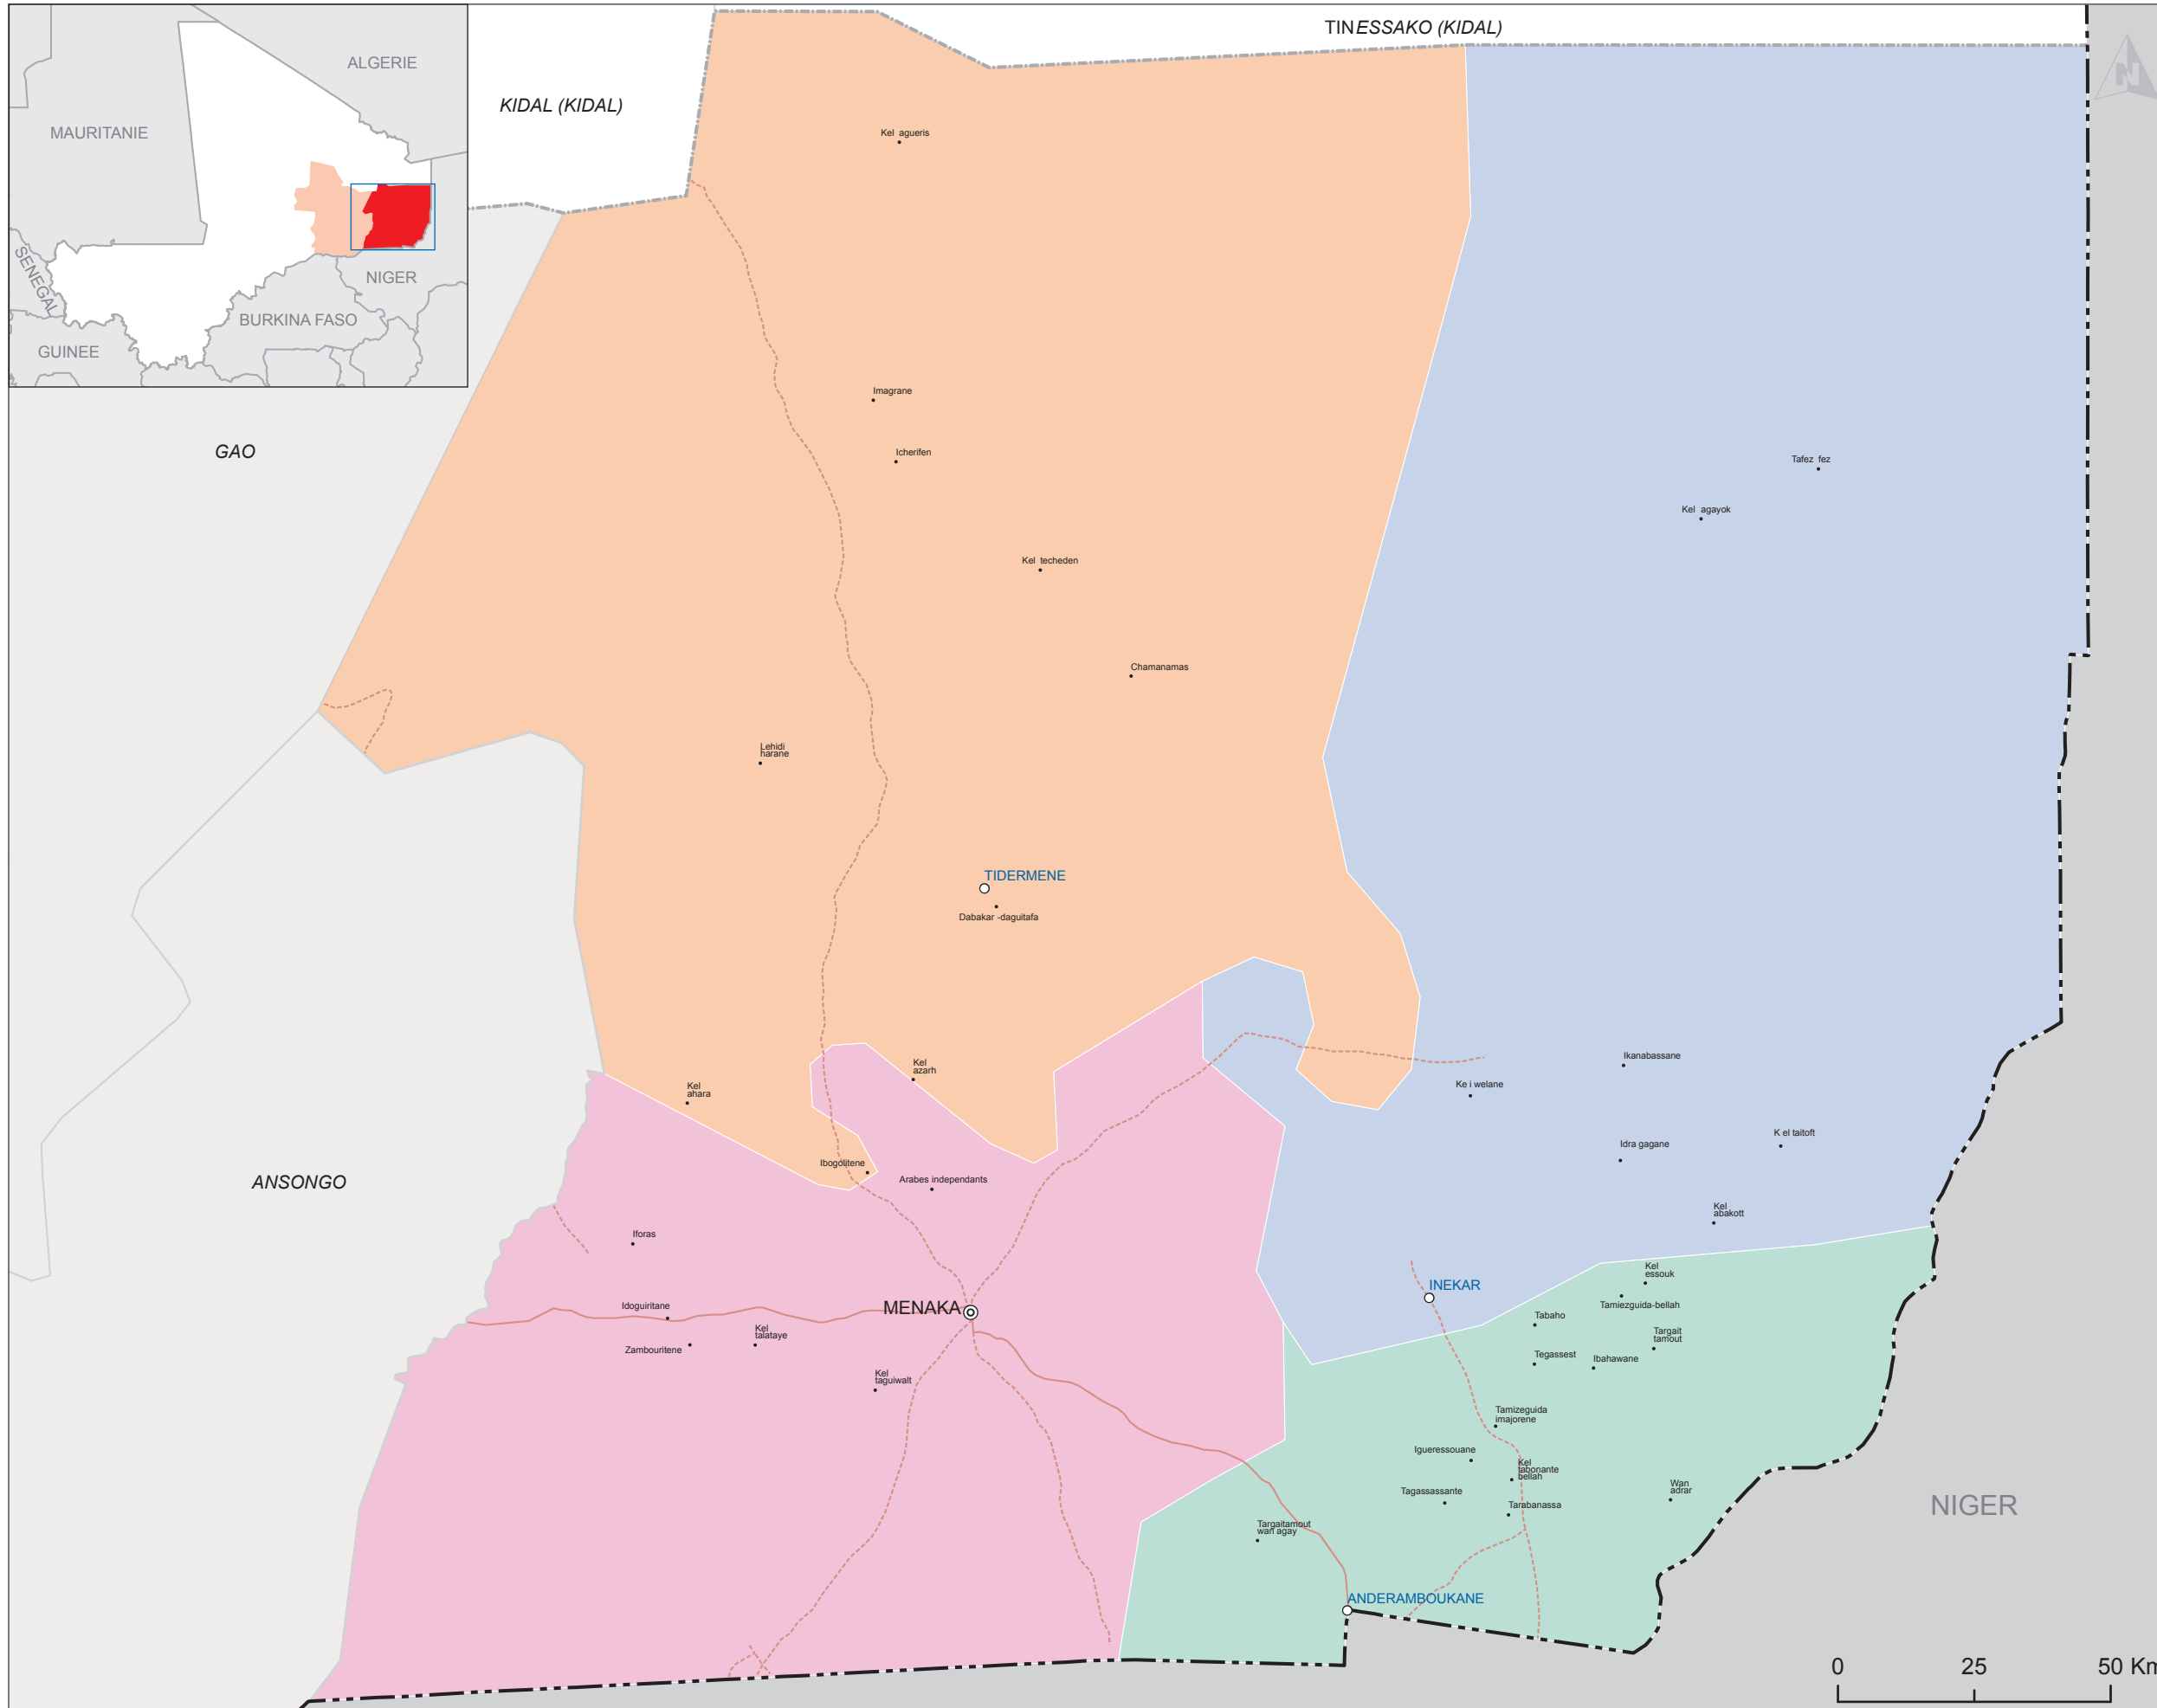 TINESSAKO (KIDAL)
ALGERIE
N
KIDAL (KIDAL)
MAURITANIE
Kel agueris
SENEGAL
NIGER
BURKINA FASO
GUINEE
Imagrane
GAO
Icherifen
Tafez fez
Kel agayok
Kel techeden
Chamanamas
Lehidi
harane
TIDERMENE
Dabakar -daguitafa
Ikanabassane
Kel
azarh
Kel
ahara
Ke i welane
K el taitoft
Idra gagane
Ibogolitene
Arabes independants
ANSONGO
Kel
abakott
Iforas
Kel
essouk
INEKAR
Tamiezguida-bellah
Idoguiritane
MENAKA
Tabaho
Kel
talataye
Targait
tamout
Zambouritene
Tegassest
Ibahawane
Kel
taguiwalt
Tamizeguida
imajorene
Igueressouane
Kel
tabonante
bellah
Wan
adrar
Tagassassante
Tarabanassa
NIGER
Targaitamout
wan agay
ANDERAMBOUKANE
0 25 50 Km